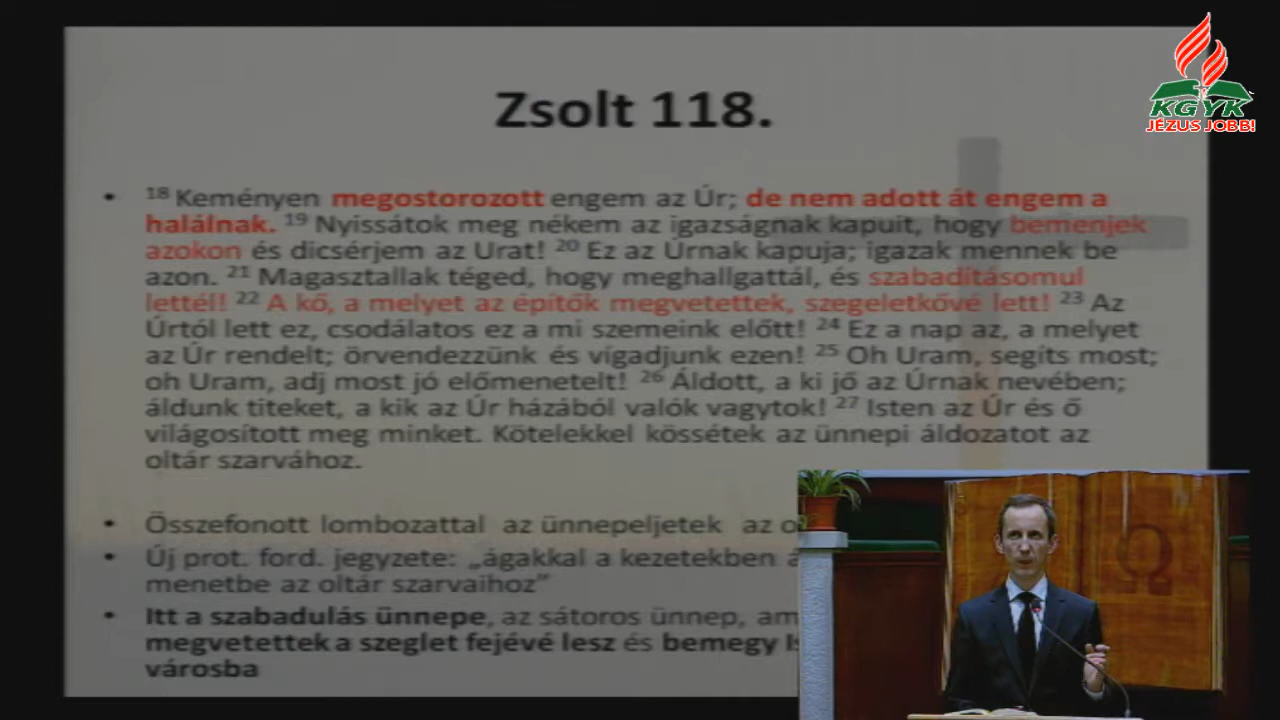 KGYK
JÉZUS JOBB!
Zsolt 118.
• 18 Keményen megostorozott engem az Úr; de nem adott át engem a
halálnak. 19 Nyissátok meg nékem az igazságnak kapuit, hogy bemenjek
azokon és dicsérjem az Urat! 20 Ez az Úrnak kapuja; igazak mennek be
azon. 21 Magasztallak téged, hogy meghallgattál, és szabadításomul
lettél! 22 A kő, a melyet az építők megvetettek, szegeletkővé lett! 23 Az
Úrtól lett ez, csodálatos ez a mi szemeink előtt! 24 Ez a nap az, a melyet
az Úr rendelt; örvendezzünk és vígadjunk ezen! 25 Oh Uram, segíts most;
oh Uram, adj most jó előmenetelt! 26 Áldott, a ki jő az Úrnak nevében;
áldunk titeket, a kik az Úr házából valók vagytok! 27 Isten az Úr és ő
világosított meg minket. Kötelekkel kössétek az ünnepi áldozatot az
oltár szarvához.
• Összefonott lombozattal az ünnepeljetek az
• Új prot. ford. jegyzete: „ágakkal a kezetekben
menetbe az oltár szarvaihoz”
• Itt a szabadulás ünnepe, az sátoros ünnep,
megvetettek a szeglet fejévé lesz és bemegy
városba
Ω